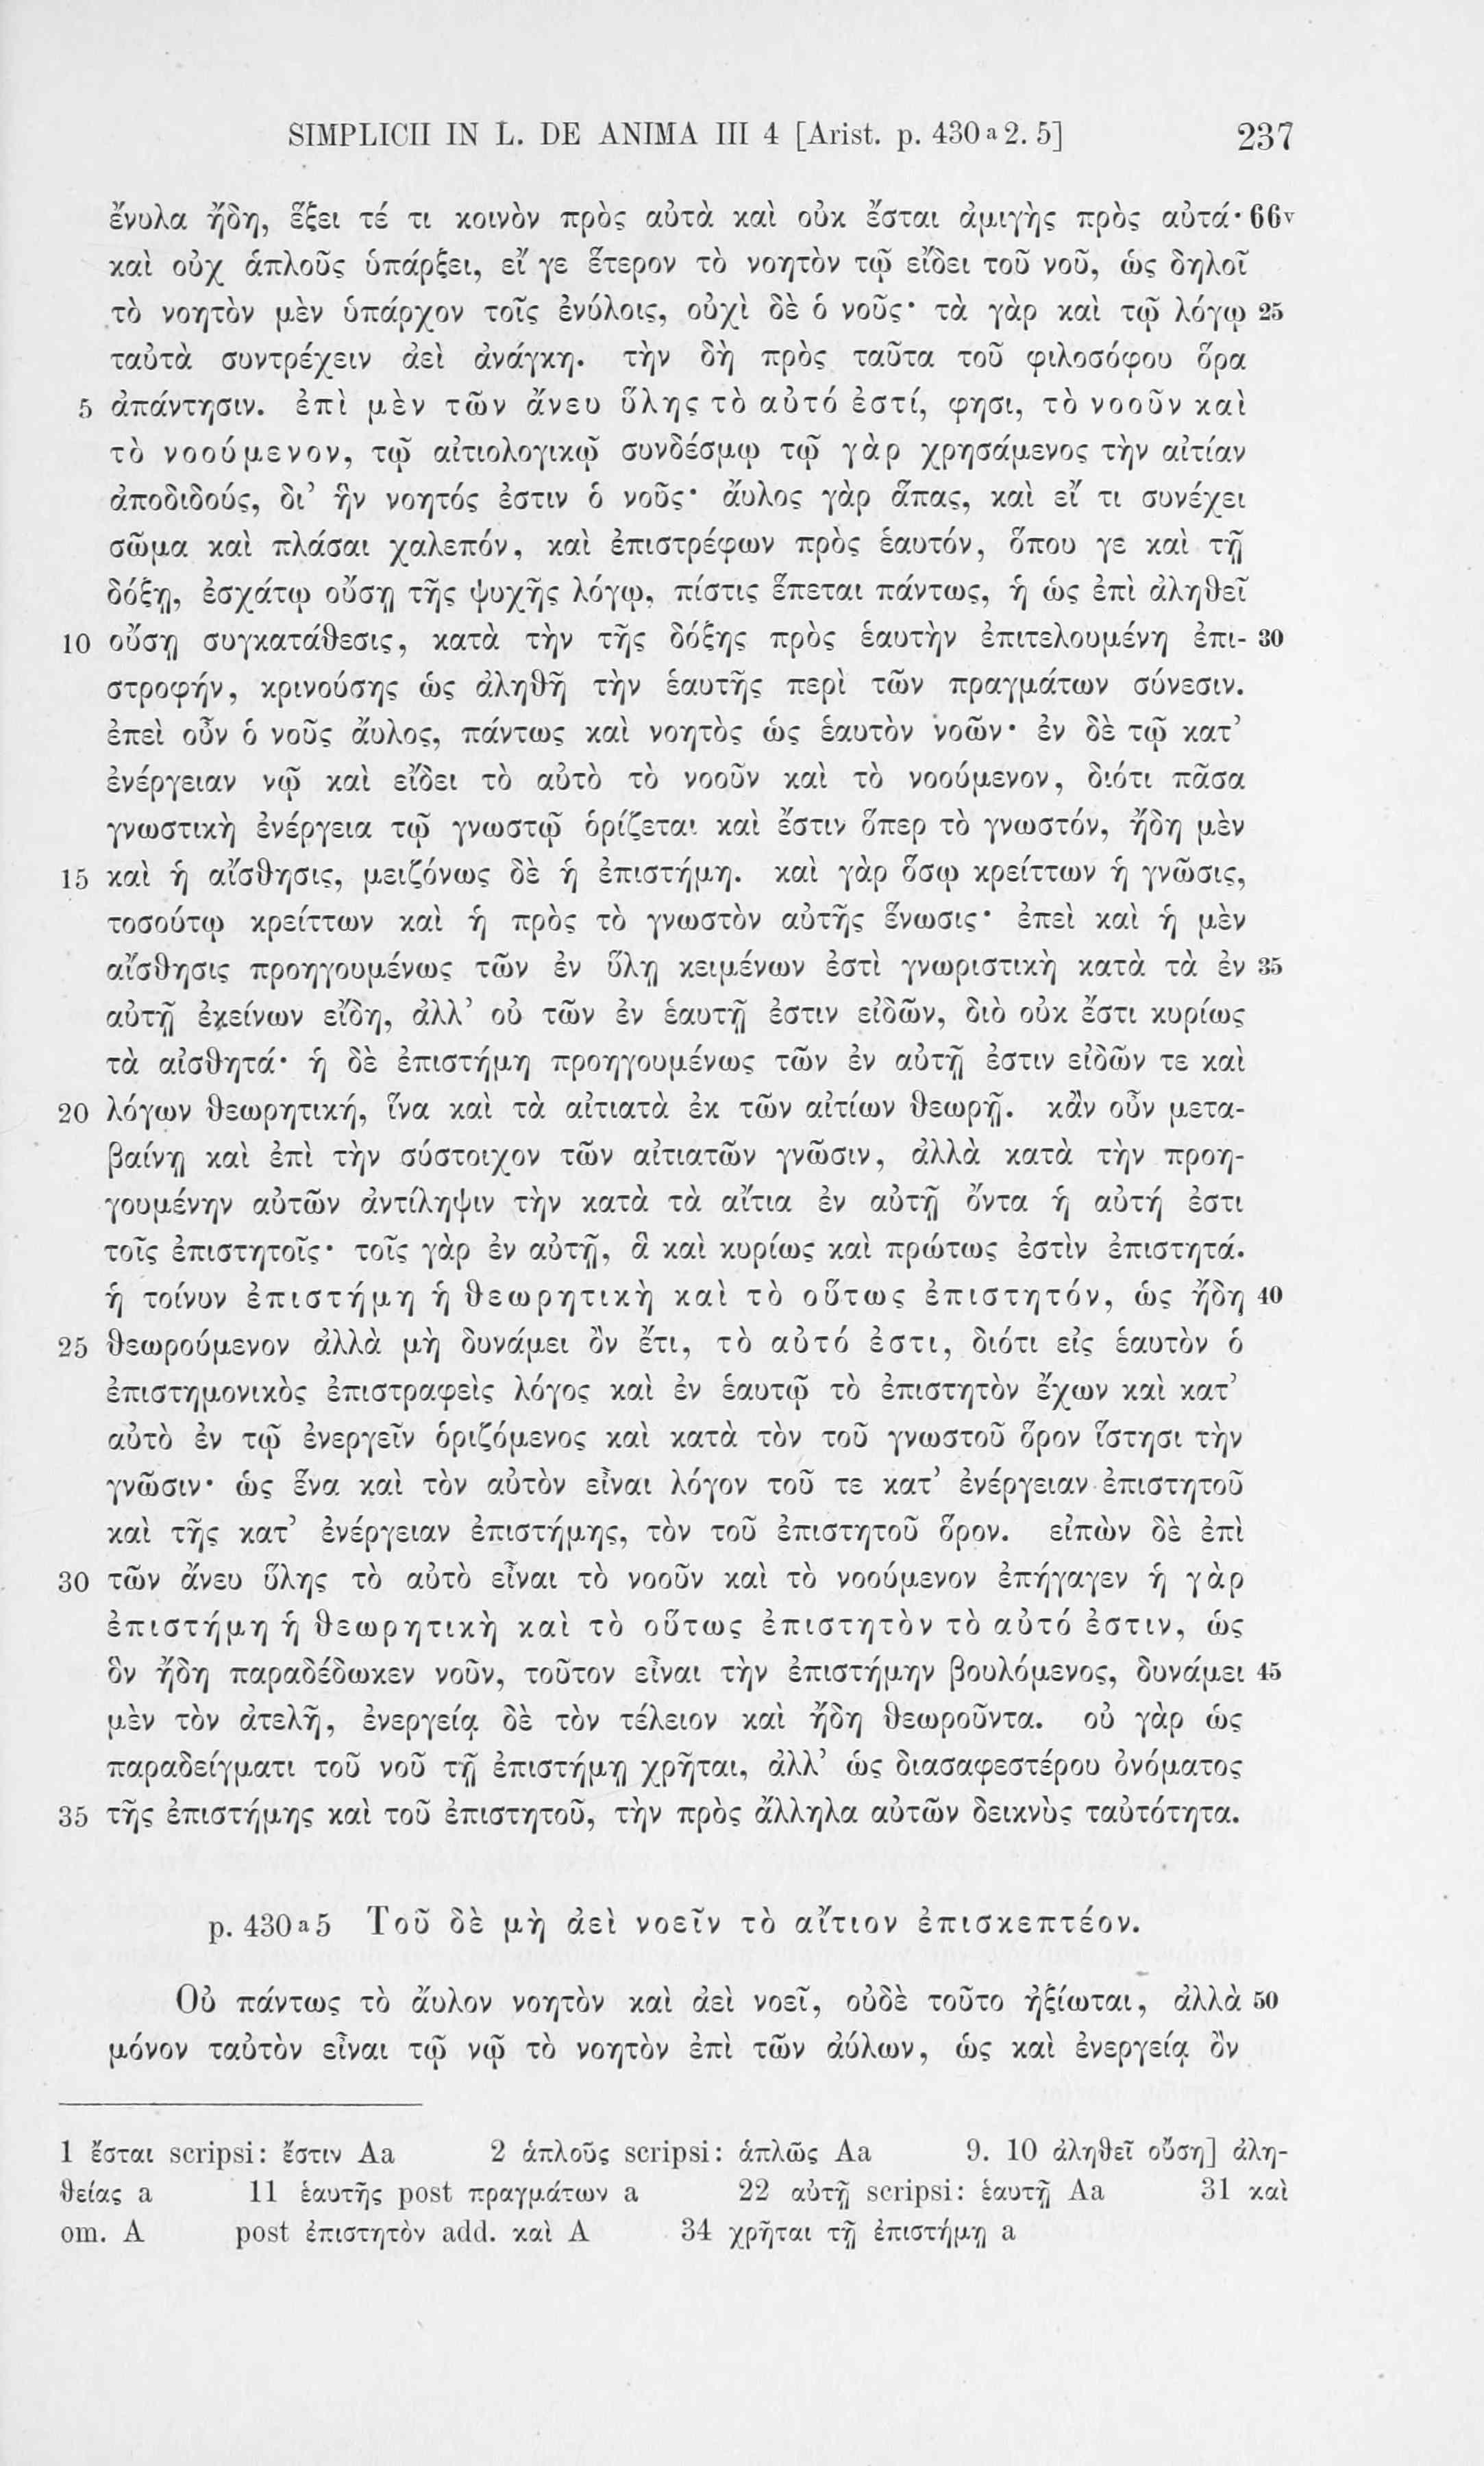 SIMPLICII IN L. DE ANIMA III 4 [Arist. p. 430 a 2. 5] 237
ἔνυλα ἤδη, ἕξει τέ τι κοινὸν πρὸς αὐτὰ καὶ οὐκ ἔσται ἀμιγὴς πρὸς αὐτά· 66v
καὶ οὐχ ἁπλοῦς ὑπάρξει, εἴ γε ἕτερον τὸ νοητὸν τῷ εἴδει τοῦ νοῦ, ὡς δηλοῖ
τὸ νοητὸν μὲν ὑπάρχον τοῖς ἐνύλοις, οὐχὶ δὲ ὁ νοῦς· τὰ γὰρ καὶ τῷ λόγῳ 25
ταὐτὰ συντρέχειν ἀεὶ ἀνάγκη. τὴν δὴ πρὸς ταῦτα τοῦ φιλοσόφου ὅρα
5 ἀπάντησιν. ἐπὶ μὲν τῶν ἄνευ ὕλης τὸ αὐτό ἐστί, φησι, τὸ νοοῦν καὶ
τὸ νοούμενον, τῷ αἰτιολογικῷ συνδέσμῳ τῷ γὰρ χρησάμενος τὴν αἰτίαν
ἀποδιδούς, δι’ ἣν νοητός ἐστιν ὁ νοῦς· ἄυλος γὰρ ἅπας, καὶ εἴ τι συνέχει
σῶμα καὶ πλάσαι χαλεπόν, καὶ ἐπιστρέφων πρὸς ἑαυτόν, ὅπου γε καὶ τῇ
δόξῃ, ἐσχάτῳ οὔσῃ τῆς ψυχῆς λόγῳ, πίστις ἕπεται πάντως, ἡ ὡς ἐπὶ ἀληθεῖ
10 οὔσῃ συγκατάθεσις, κατὰ τὴν τῆς δόξης πρὸς ἑαυτὴν ἐπιτελουμένη ἐπι- 30
στροφήν, κρινούσης ὡς ἀληθῆ τὴν ἑαυτῆς περὶ τῶν πραγμάτων σύνεσιν.
ἐπεὶ οὖν ὁ νοῦς ἄυλος, πάντως καὶ νοητὸς ὡς ἑαυτὸν νοῶν· ἐν δὲ τῷ κατ’
ἐνέργειαν νῷ καὶ εἴδει τὸ αὐτὸ τὸ νοοῦν καὶ τὸ νοούμενον, διότι πᾶσα
γνωστικὴ ἐνέργεια τῷ γνωστῷ ὁρίζεται καὶ ἔστιν ὅπερ τὸ γνωστόν, ἤδη μὲν
15 καὶ ἡ αἴσθησις, μειζόνως δὲ ἡ ἐπιστήμη. καὶ γὰρ ὅσῳ κρείττων ἡ γνῶσις,
τοσούτῳ κρείττων καὶ ἡ πρὸς τὸ γνωστὸν αὐτῆς ἕνωσις· ἐπεὶ καὶ ἡ μὲν
αἴσθησις προηγουμένως τῶν ἐν ὕλῃ κειμένων ἐστὶ γνωριστικὴ κατὰ τὰ ἐν 35
αὐτῇ ἐκείνων εἴδη, ἀλλ’ οὐ τῶν ἐν ἑαυτῇ ἐστιν εἰδῶν, διὸ οὐκ ἔστι κυρίως
τὰ αἰσθητά· ἡ δὲ ἐπιστήμη προηγουμένως τῶν ἐν αὐτῇ ἐστιν εἰδῶν τε καὶ
20 λόγων θεωρητική, ἵνα καὶ τὰ αἰτιατὰ ἐκ τῶν αἰτίων θεωρῇ. κἂν οὖν μετα-
βαίνῃ καὶ ἐπὶ τὴν σύστοιχον τῶν αἰτιατῶν γνῶσιν, ἀλλὰ κατὰ τὴν προη-
γουμένην αὐτῶν ἀντίληψιν τὴν κατὰ τὰ αἴτια ἐν αὐτῇ ὄντα ἡ αὐτή ἐστι
τοῖς ἐπιστητοῖς· τοῖς γὰρ ἐν αὐτῇ, ἃ καὶ κυρίως καὶ πρώτως ἐστὶν ἐπιστητά.
ἡ τοίνυν ἐπιστήμη ἡ θεωρητικὴ καὶ τὸ οὕτως ἐπιστητόν, ὡς ἤδη 40
25 θεωρούμενον ἀλλὰ μὴ δυνάμει ὂν ἔτι, τὸ αὐτό ἐστι, διότι εἰς ἑαυτὸν ὁ
ἐπιστημονικὸς ἐπιστραφεὶς λόγος καὶ ἐν ἑαυτῷ τὸ ἐπιστητὸν ἔχων καὶ κατ’
αὐτὸ ἐν τῷ ἐνεργεῖν ὁριζόμενος καὶ κατὰ τὸν τοῦ γνωστοῦ ὅρον ἵστησι τὴν
γνῶσιν· ὡς ἕνα καὶ τὸν αὐτὸν εἶναι λόγον τοῦ τε κατ’ ἐνέργειαν ἐπιστητοῦ
καὶ τῆς κατ’ ἐνέργειαν ἐπιστήμης, τὸν τοῦ ἐπιστητοῦ ὅρον. εἰπὼν δὲ ἐπὶ
30 τῶν ἄνευ ὕλης τὸ αὐτὸ εἶναι τὸ νοοῦν καὶ τὸ νοούμενον ἐπήγαγεν ἡ γὰρ
ἐπιστήμη ἡ θεωρητικὴ καὶ τὸ οὕτως ἐπιστητὸν τὸ αὐτό ἐστιν, ὡς
ὃν ἤδη παραδέδωκεν νοῦν, τοῦτον εἶναι τὴν ἐπιστήμην βουλόμενος, δυνάμει 45
μὲν τὸν ἀτελῆ, ἐνεργείᾳ δὲ τὸν τέλειον καὶ ἤδη θεωροῦντα. οὐ γὰρ ὡς
παραδείγματι τοῦ νοῦ τῇ ἐπιστήμῃ χρῆται, ἀλλ’ ὡς διασαφεστέρου ὀνόματος
35 τῆς ἐπιστήμης καὶ τοῦ ἐπιστητοῦ, τὴν πρὸς ἄλληλα αὐτῶν δεικνὺς ταὐτότητα.
p. 430 a 5 Τοῦ δὲ μὴ ἀεὶ νοεῖν τὸ αἴτιον ἐπισκεπτέον.
Οὐ πάντως τὸ ἄυλον νοητὸν καὶ ἀεὶ νοεῖ, οὐδὲ τοῦτο ἠξίωται, ἀλλὰ 50
μόνον ταὐτὸν εἶναι τῷ νῷ τὸ νοητὸν ἐπὶ τῶν ἀύλων, ὡς καὶ ἐνεργείᾳ ὂν
1 ἔσται scripsi: ἔστιν Aa 2 ἁπλοῦς scripsi: ἁπλῶς Aa 9. 10 ἀληθεῖ οὔσῃ] ἀλη-
θείας a 11 ἑαυτῆς post πραγμάτων a 22 αὐτῇ scripsi: ἑαυτῇ Aa 31 καὶ
om. A post ἐπιστητὸν add. καὶ A 34 χρῆται τῇ ἐπιστήμῃ a